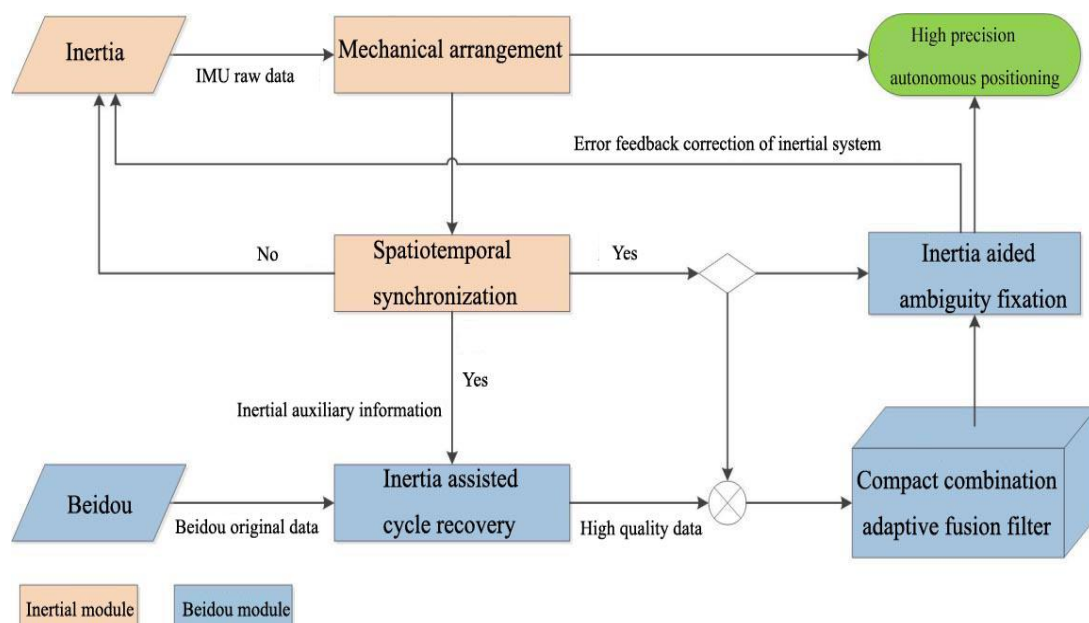 Inertia
IMU raw data
Mechanical arrangement
High precision
autonomous positioning
Error feedback correction of inertial system
No
Spatiotemporal
synchronization
Yes
Inertia aided
ambiguity fixation
Yes
Inertial auxiliary information
Beidou
Beidou original data
Inertia assisted
cycle recovery
High quality data
Compact combination
adaptive fusion filter
Inertial module
Beidou module